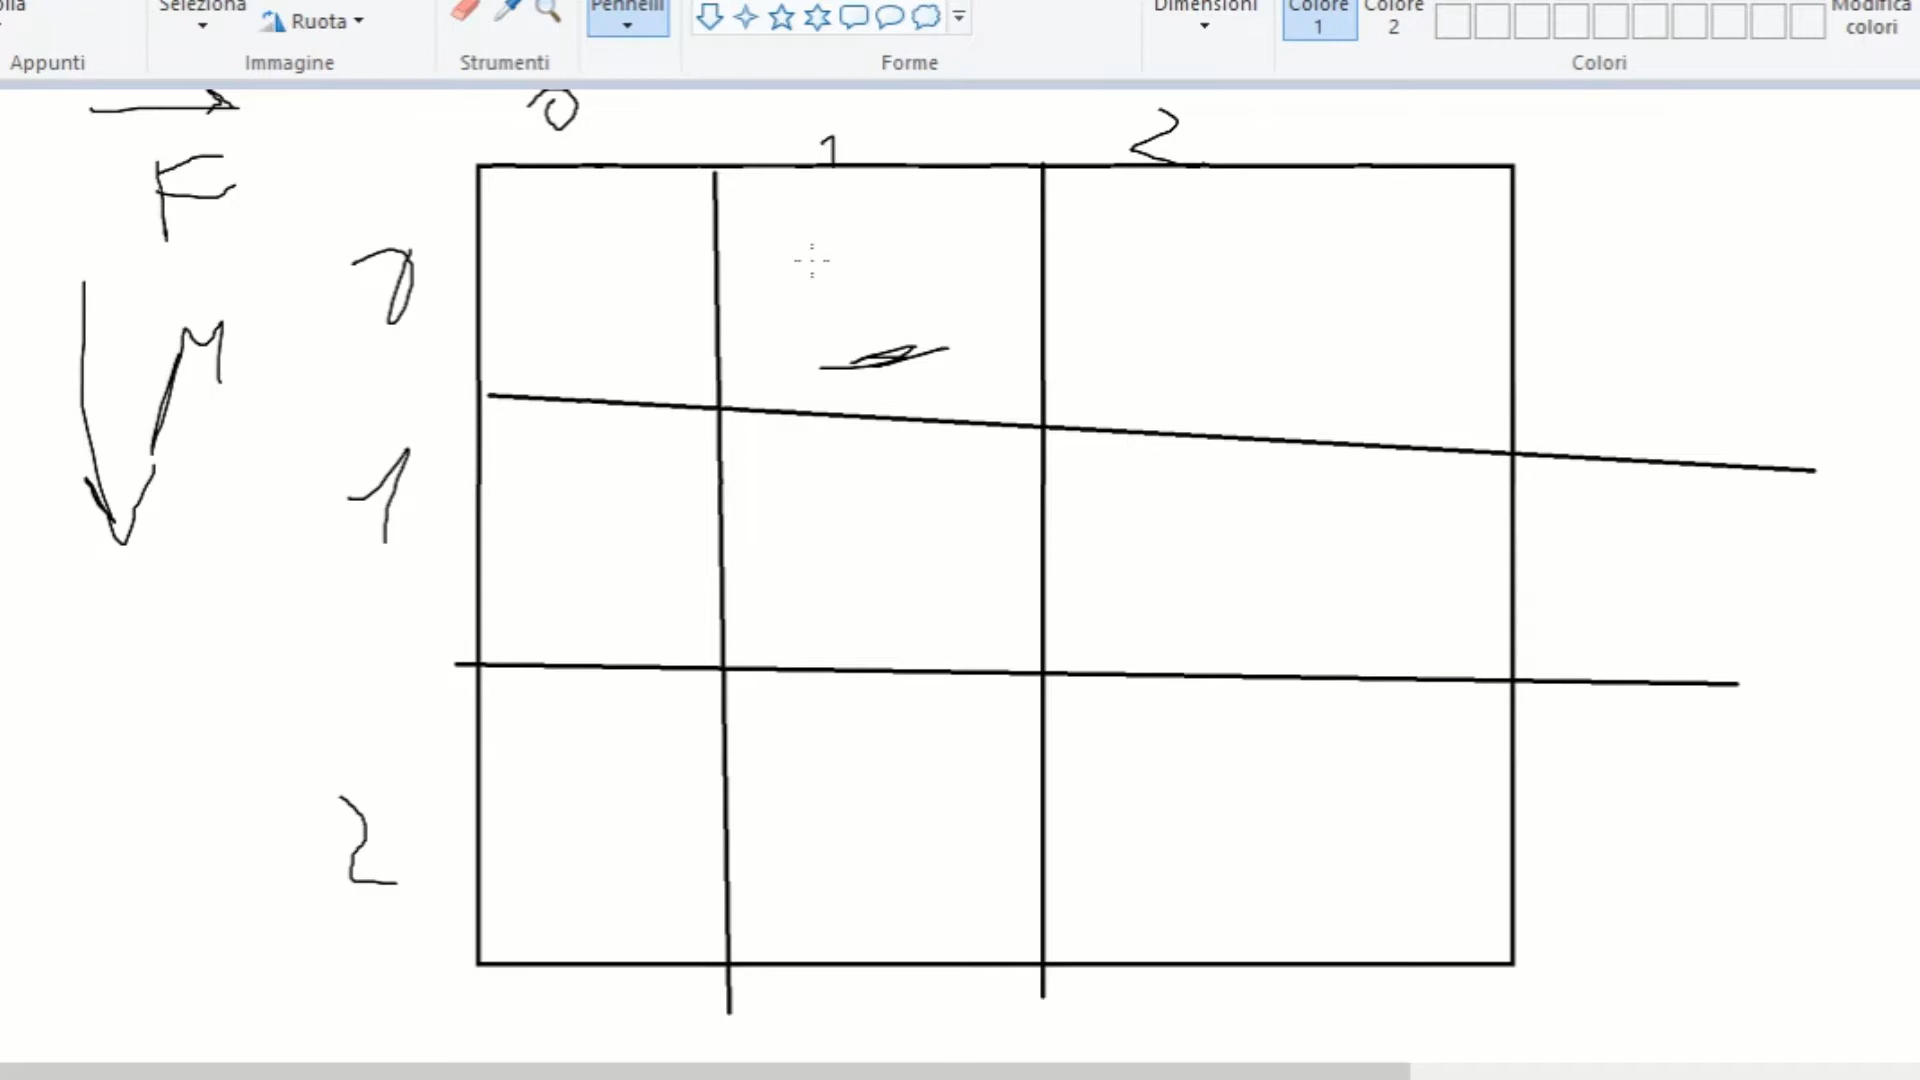 Seleziona
Ruota
Pennelli
Dimensioni
Colore 1
Colore 2
Modifica colori
Appunti
Immagine
Strumenti
Forme
Colori
0
1
2
F
0
M
1
2